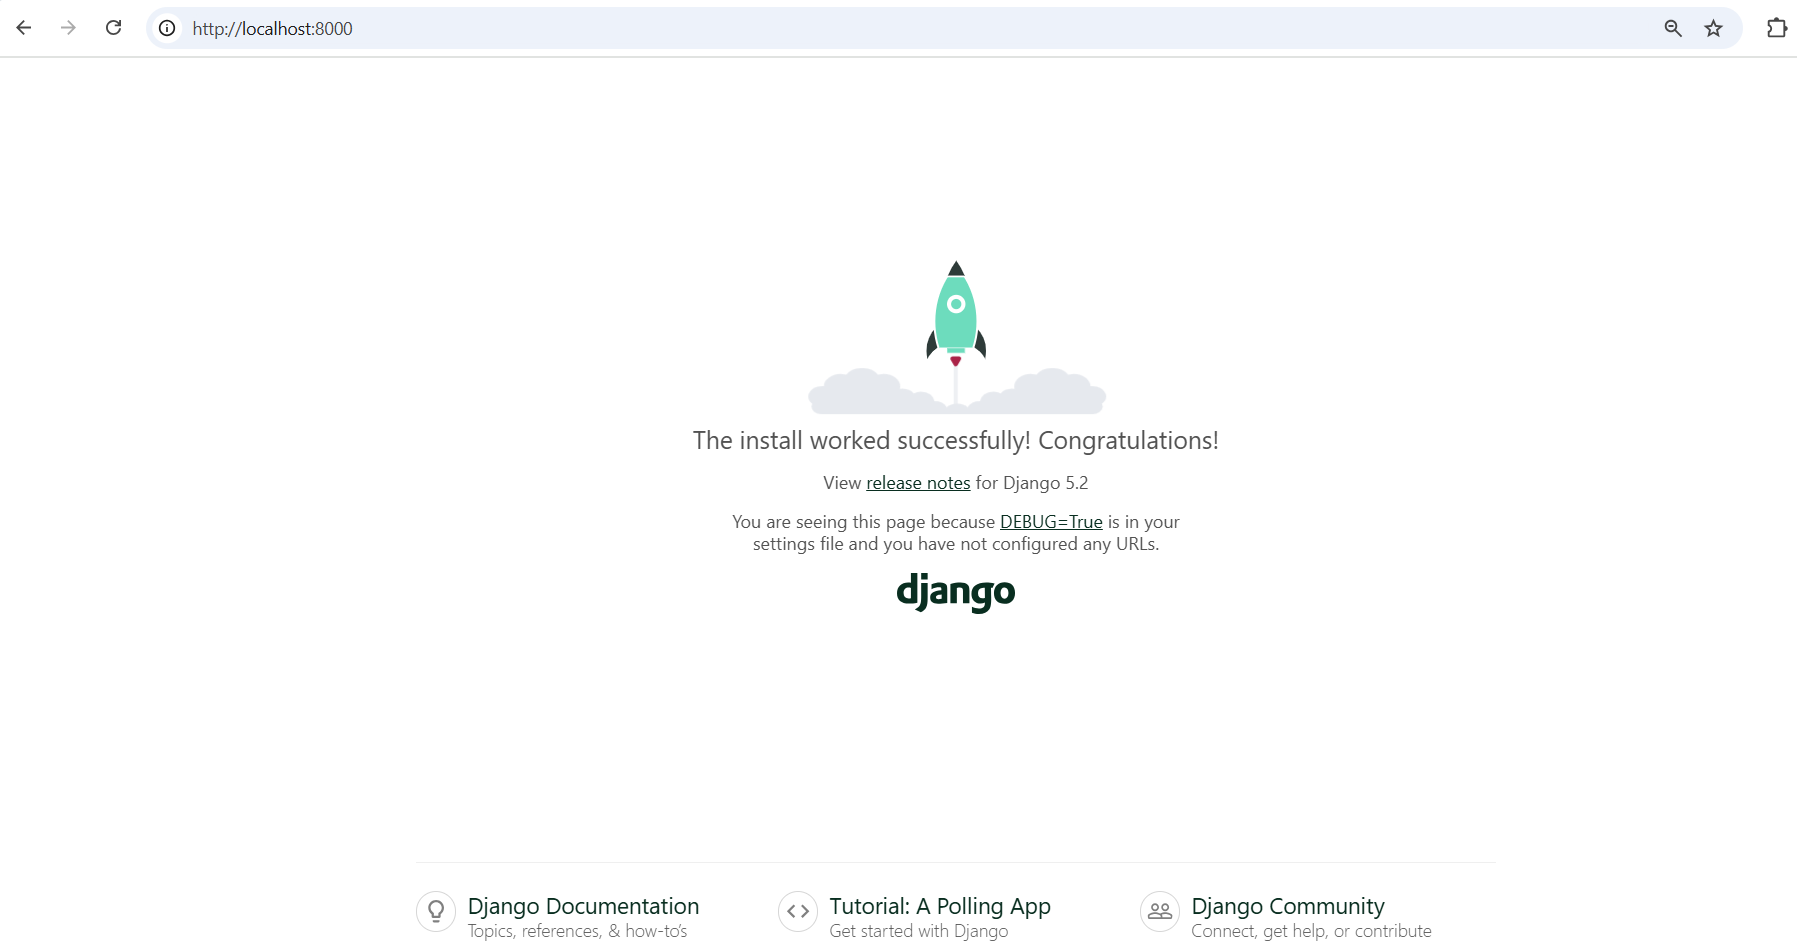 http://localhost:8000
The install worked successfully! Congratulations!
View release notes for Django 5.2
You are seeing this page because DEBUG=True is in your
settings file and you have not configured any URLs.
django
Django Documentation
Topics, references, & how-to’s
Tutorial: A Polling App
Get started with Django
Django Community
Connect, get help, or contribute